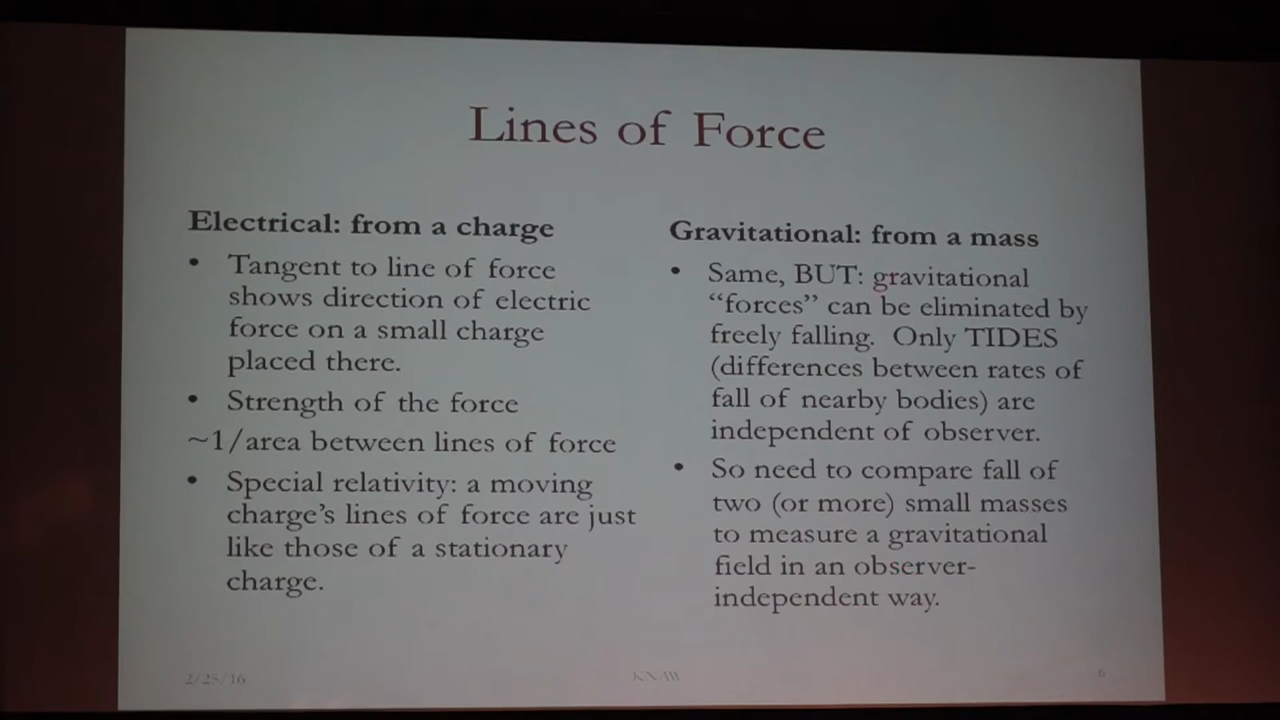 Lines of Force
Electrical: from a charge
• Tangent to line of force
shows direction of electric
force on a small charge
placed there.
• Strength of the force
~1/area between lines of force
• Special relativity: a moving
charge’s lines of force are just
like those of a stationary
charge.
Gravitational: from a mass
• Same, BUT: gravitational
“forces” can be eliminated by
freely falling. Only TIDES
(differences between rates of
fall of nearby bodies) are
independent of observer.
• So need to compare fall of
two (or more) small masses
to measure a gravitational
field in an observer-
independent way.
6